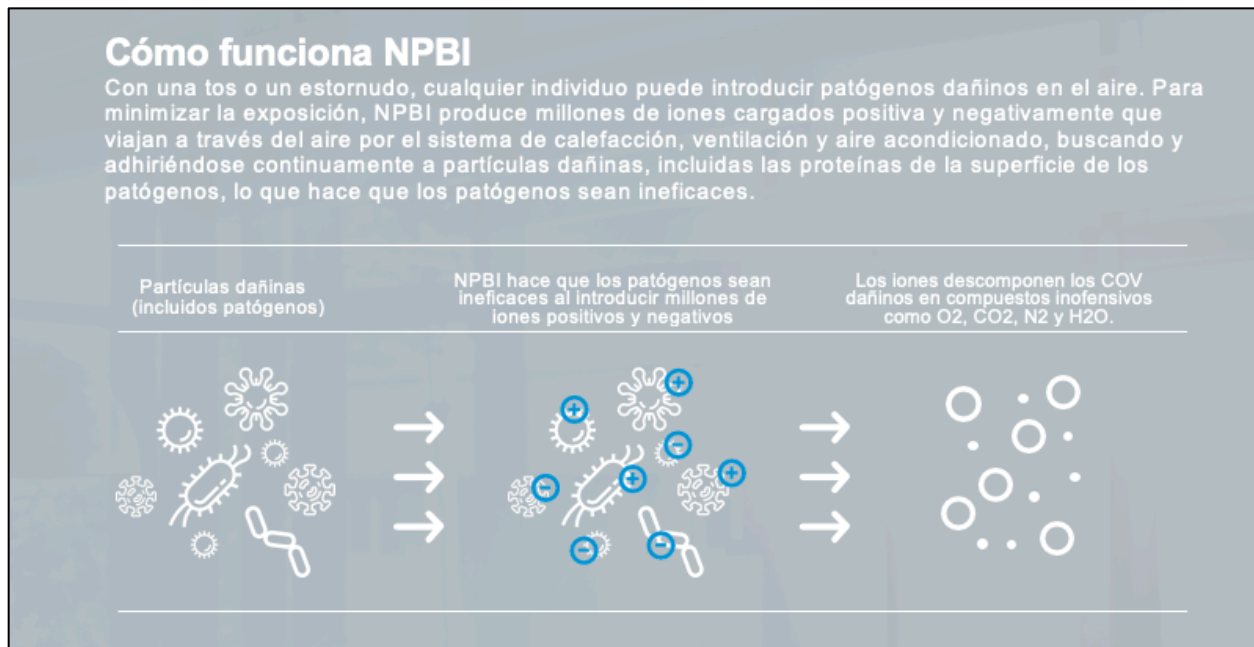 Cómo funciona NPBI
Con una tos o un estornudo, cualquier individuo puede introducir patógenos dañinos en el aire. Para
minimizar la exposición, NPBI produce millones de iones cargados positiva y negativamente que
viajan a través del aire por el sistema de calefacción, ventilación y aire acondicionado, buscando y
adhiriéndose continuamente a partículas dañinas, incluidas las proteínas de la superficie de los
patógenos, lo que hace que los patógenos sean ineficaces.
Partículas dañinas
(incluidos patógenos)
NPBI hace que los patógenos sean
ineficaces al introducir millones de
iones positivos y negativos
Los iones descomponen los COV
dañinos en compuestos inofensivos
como O2, CO2, N2 y H2O.